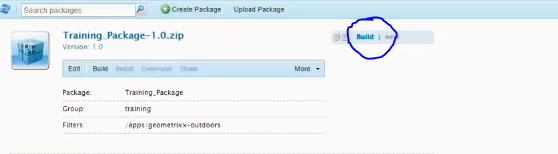 Search packages Create Package Upload Package
Training_Package-1.0.zip
Version: 1.0
Build | new
Edit Build Install Download Share More
Package: Training_Package
Group: training
Filters: /apps/geometrixx-outdoors